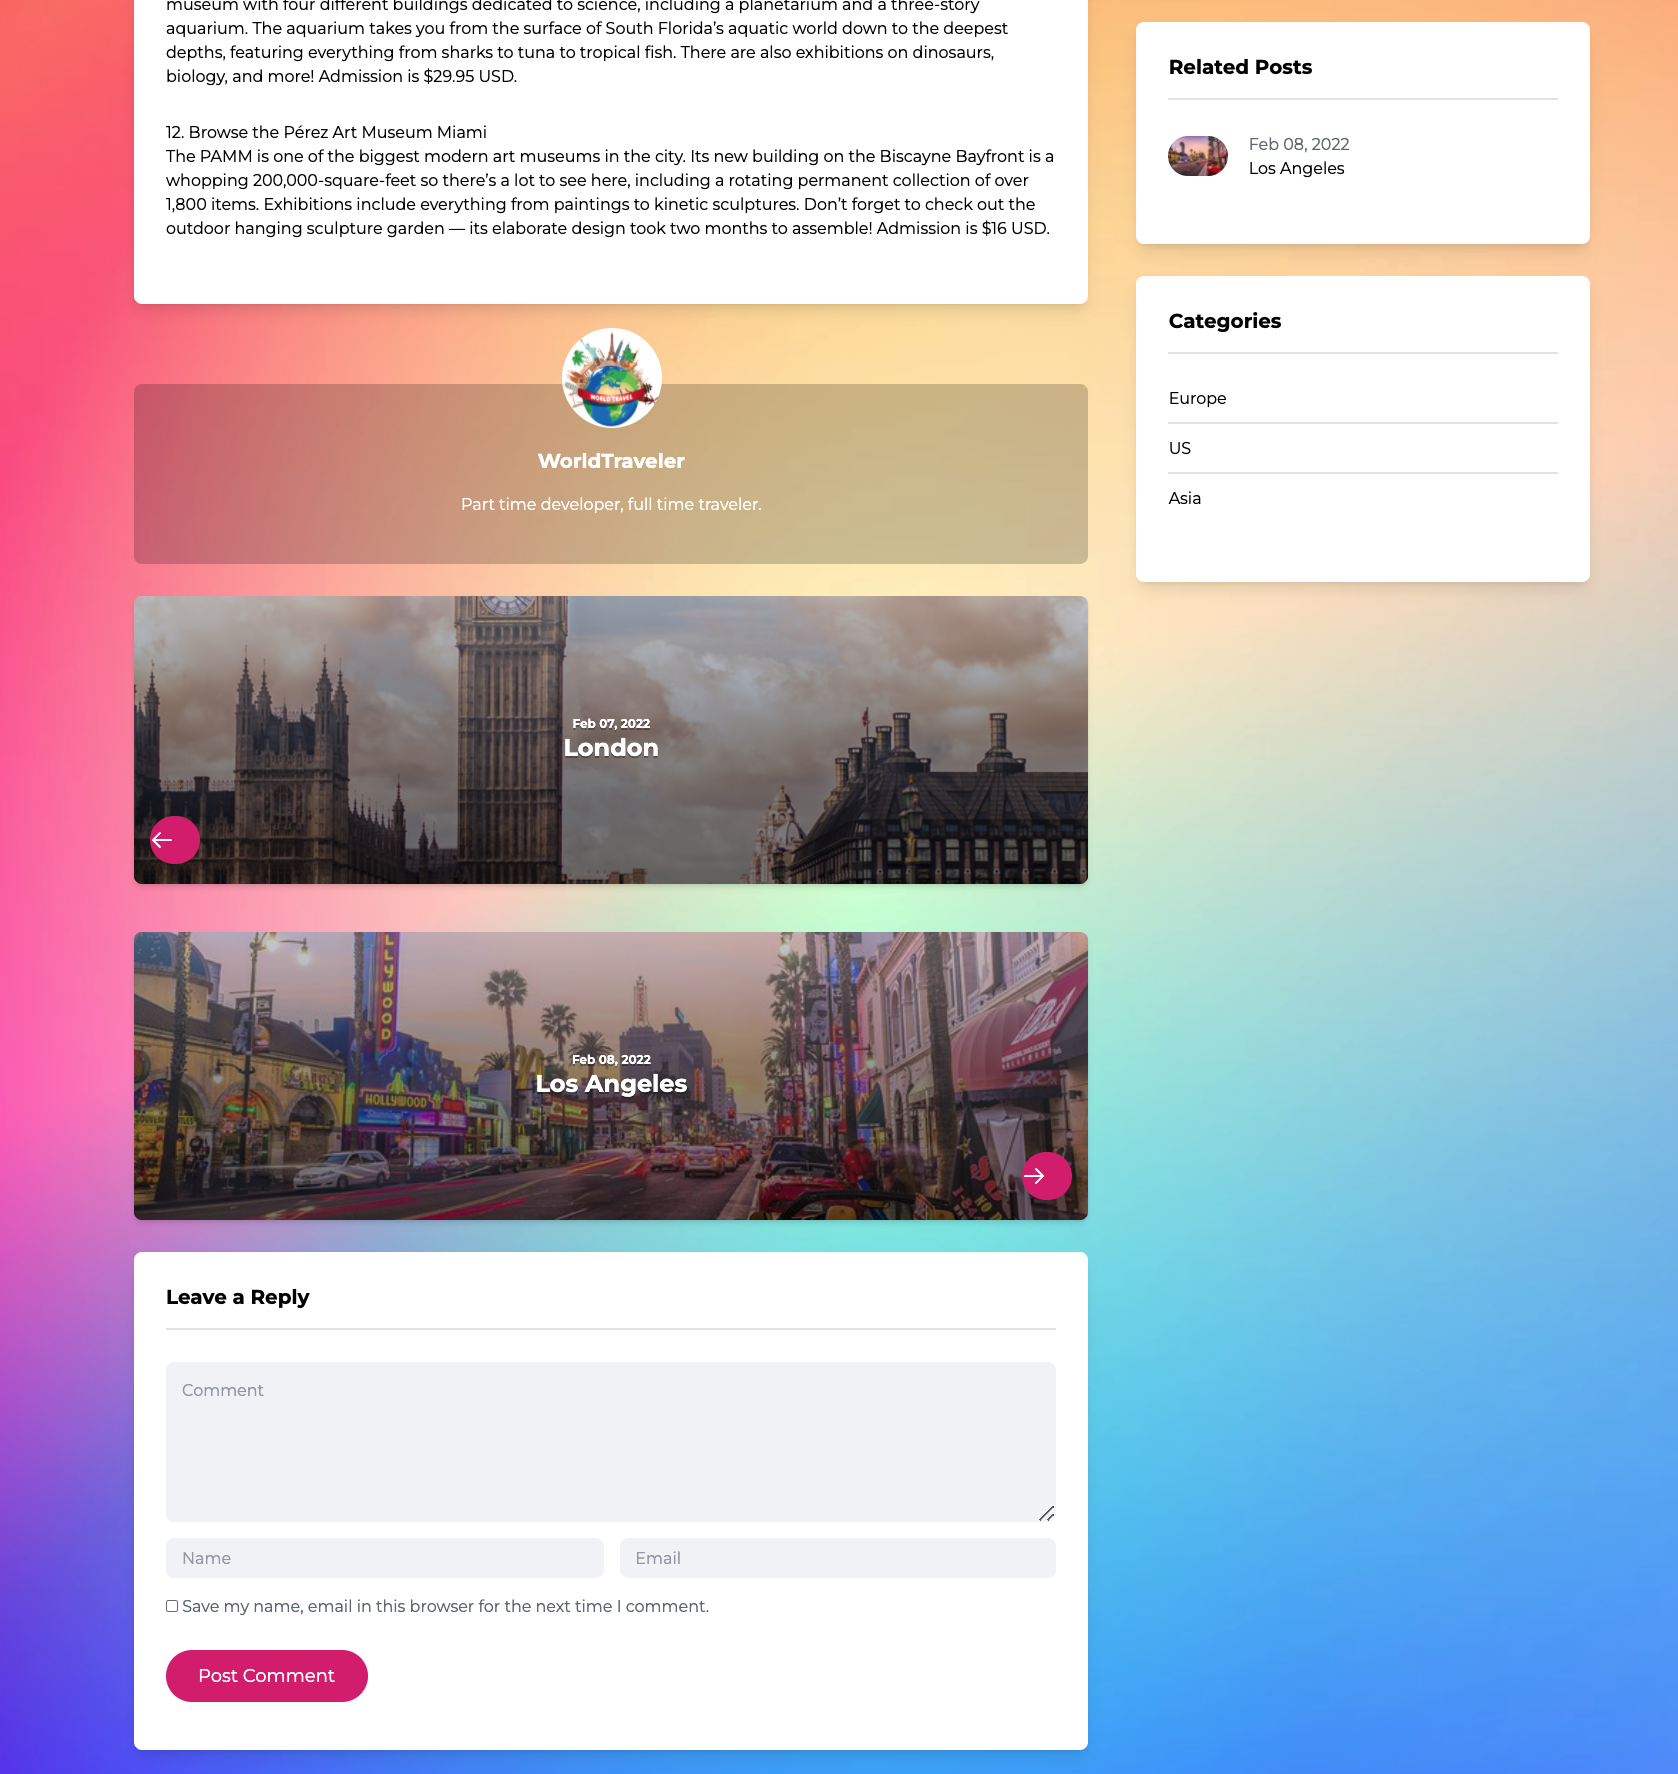 museum with four different buildings dedicated to science, including a planetarium and a three-story
aquarium. The aquarium takes you from the surface of South Florida’s aquatic world down to the deepest
depths, featuring everything from sharks to tuna to tropical fish. There are also exhibitions on dinosaurs,
biology, and more! Admission is $29.95 USD.
12. Browse the Pérez Art Museum Miami
The PAMM is one of the biggest modern art museums in the city. Its new building on the Biscayne Bayfront is a
whopping 200,000-square-feet so there’s a lot to see here, including a rotating permanent collection of over
1,800 items. Exhibitions include everything from paintings to kinetic sculptures. Don’t forget to check out the
outdoor hanging sculpture garden — its elaborate design took two months to assemble! Admission is $16 USD.
WORLD TRAVEL
WorldTraveler
Part time developer, full time traveler.
Feb 07, 2022
London
LLYWOOD
HOLLYWOOD
Feb 08, 2022
Los Angeles
Leave a Reply
Comment
Name
Email
Save my name, email in this browser for the next time I comment.
Post Comment
Related Posts
Feb 08, 2022
Los Angeles
Categories
Europe
US
Asia